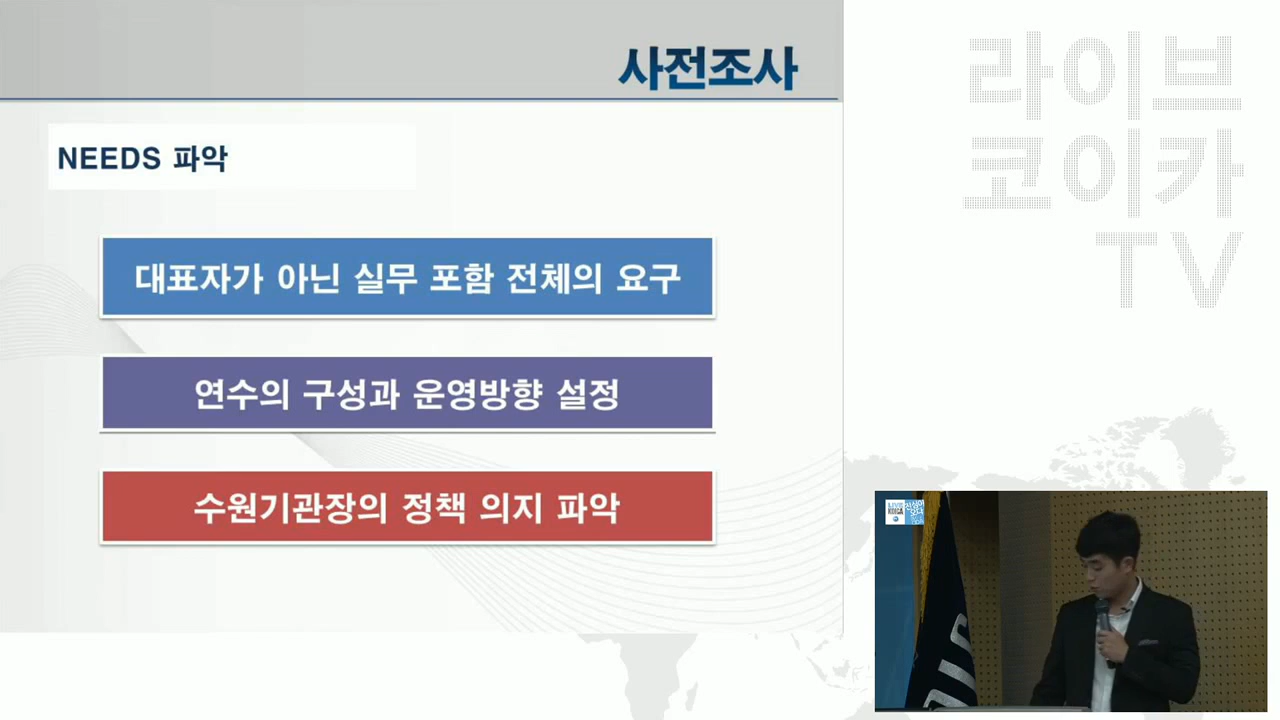 사전조사
NEEDS 파악
대표자가 아닌 실무 포함 전체의 요구
연수의 구성과 운영방향 설정
수원기관장의 정책 의지 파악
라이브
코이카
TV